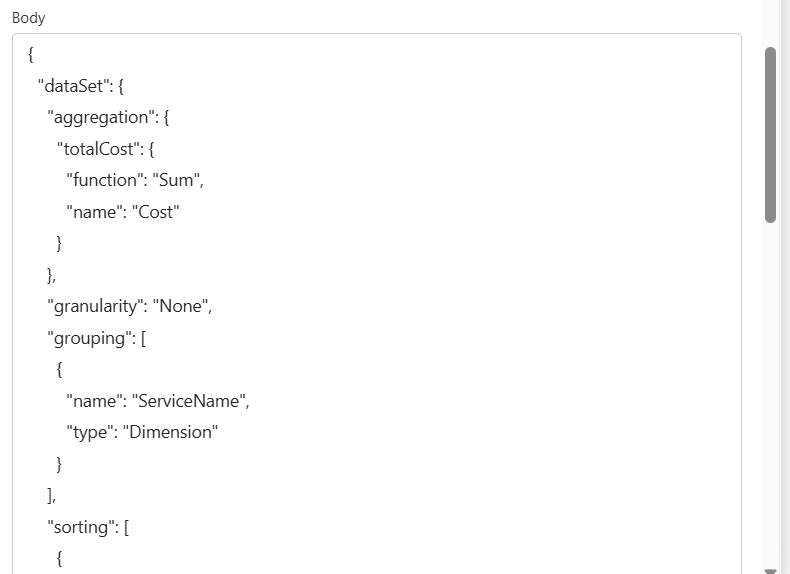 Body
{
"dataSet": {
"aggregation": {
"totalCost": {
"function": "Sum",
"name": "Cost"
}
},
"granularity": "None",
"grouping": [
{
"name": "ServiceName",
"type": "Dimension"
}
],
"sorting": [
{